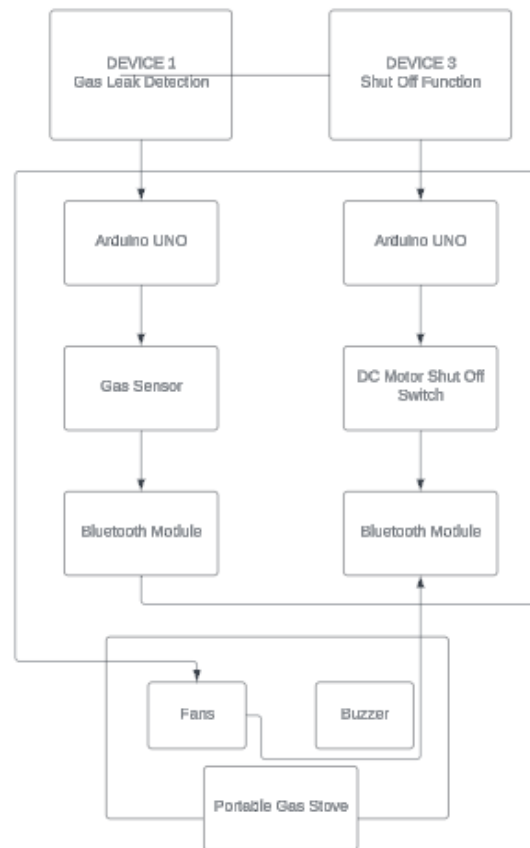 DEVICE 1
Gas Leak Detection
DEVICE 3
Shut Off Function
Arduino UNO
Arduino UNO
Gas Sensor
DC Motor Shut Off
Switch
Bluetooth Module
Bluetooth Module
Fans
Buzzer
Portable Gas Stove